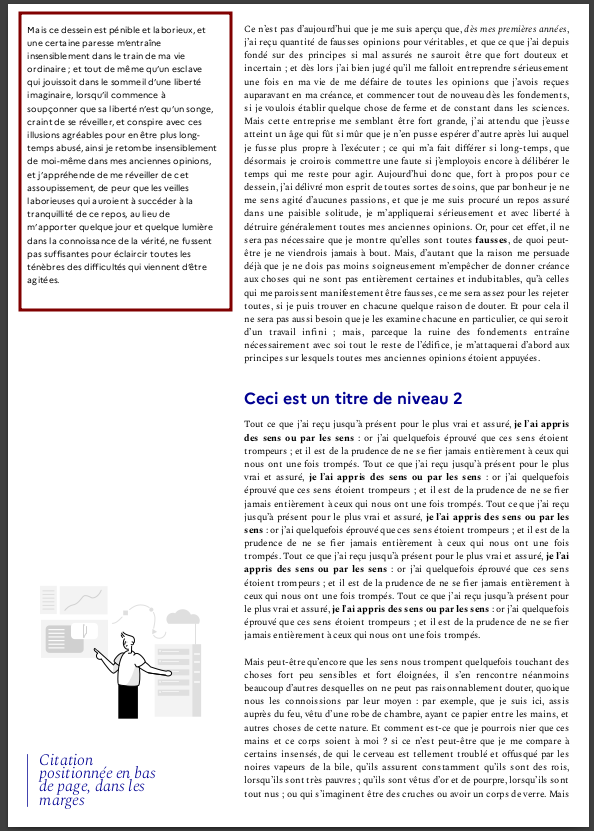 Mais ce dessein est pénible et laborieux, et
une certaine paresse m'entraîne
insensiblement dans le train de ma vie
ordinaire ; et tout de même qu'un esclave
qui jouissoit dans le sommeil d'une liberté
imaginaire, lorsqu'il commence à
soupçonner que sa liberté n'est qu'un songe,
craint de se réveiller, et conspire avec ces
illusions agréables pour en être plus long-
temps abusé, ainsi je retombe insensiblement
de moi-même dans mes anciennes opinions,
et j'appréhende de me réveiller de cet
assoupissement, de peur que les veilles
laborieuses qui auroient à succéder à la
tranquillité de ce repos, au lieu de
m'apporter quelque jour et quelque lumière
dans la connoissance de la vérité, ne fussent
pas suffisantes pour éclaircir toutes les
ténèbres des difficultés qui viennent d'être
agitées.
Ce n'est pas d'aujourd'hui que je me suis aperçu que, dès mes premières années,
j'ai reçu quantité de fausses opinions pour véritables, et que ce que j'ai depuis
fondé sur des principes si mal assurés ne sauroit être que fort douteux et
incertain ; et dès lors j'ai bien jugé qu'il me falloit entreprendre sérieusement
une fois en ma vie de me défaire de toutes les opinions que j'avois reçues
auparavant en ma créance, et commencer tout de nouveau dès les fondements,
si je voulois établir quelque chose de ferme et de constant dans les sciences.
Mais cette entreprise me semblant être fort grande, j'ai attendu que j'eusse
atteint un âge qui fût si mûr que je n'en pusse espérer d'autre après lui auquel
je fusse plus propre à l'exécuter ; ce qui m'a fait différer si long-temps, que
désormais je croirois commettre une faute si j'employois encore à délibérer le
temps qui me reste pour agir. Aujourd'hui donc que, fort à propos pour ce
dessein, j'ai délivré mon esprit de toutes sortes de soins, que par bonheur je ne
me sens agité d'aucunes passions, et que je me suis procuré un repos assuré
dans une paisible solitude, je m'appliquerai sérieusement et avec liberté à
détruire généralement toutes mes anciennes opinions. Or, pour cet effet, il ne
sera pas nécessaire que je montre qu'elles sont toutes fausses, de quoi peut-
être je ne viendrois jamais à bout. Mais, d'autant que la raison me persuade
déjà que je ne dois pas moins soigneusement m'empêcher de donner créance
aux choses qui ne sont pas entièrement certaines et indubitables, qu'à celles
qui me paroissent manifestement être fausses, ce me sera assez pour les rejeter
toutes, si je puis trouver en chacune quelque raison de douter. Et pour cela il
ne sera pas aussi besoin que je les examine chacune en particulier, ce qui seroit
d'un travail infini ; mais, parceque la ruine des fondements entraîne
nécessairement avec soi tout le reste de l'édifice, je m'attaquerai d'abord aux
principes sur lesquels toutes mes anciennes opinions étoient appuyées.
Ceci est un titre de niveau 2
Tout ce que j'ai reçu jusqu'à présent pour le plus vrai et assuré, je l'ai appris
des sens ou par les sens : or j'ai quelquefois éprouvé que ces sens étoient
trompeurs ; et il est de la prudence de ne se fier jamais entièrement à ceux qui
nous ont une fois trompés. Tout ce que j'ai reçu jusqu'à présent pour le plus
vrai et assuré, je l'ai appris des sens ou par les sens : or j'ai quelquefois
éprouvé que ces sens étoient trompeurs ; et il est de la prudence de ne se fier
jamais entièrement à ceux qui nous ont une fois trompés. Tout ce que j'ai reçu
jusqu'à présent pour le plus vrai et assuré, je l'ai appris des sens ou par les
sens : or j'ai quelquefois éprouvé que ces sens étoient trompeurs ; et il est de la
prudence de ne se fier jamais entièrement à ceux qui nous ont une fois
trompés. Tout ce que j'ai reçu jusqu'à présent pour le plus vrai et assuré, je l'ai
appris des sens ou par les sens : or j'ai quelquefois éprouvé que ces sens
étoient trompeurs ; et il est de la prudence de ne se fier jamais entièrement à
ceux qui nous ont une fois trompés. Tout ce que j'ai reçu jusqu'à présent pour
le plus vrai et assuré, je l'ai appris des sens ou par les sens : or j'ai quelquefois
éprouvé que ces sens étoient trompeurs ; et il est de la prudence de ne se fier
jamais entièrement à ceux qui nous ont une fois trompés.
Mais peut-être qu'encore que les sens nous trompent quelquefois touchant des
choses fort peu sensibles et fort éloignées, il s'en rencontre néanmoins
beaucoup d'autres desquelles on ne peut pas raisonnablement douter, quoique
nous les connoissions par leur moyen : par exemple, que je suis ici, assis
auprès du feu, vêtu d'une robe de chambre, ayant ce papier entre les mains, et
autres choses de cette nature. Et comment est-ce que je pourrois nier que ces
mains et ce corps soient à moi ? si ce n'est peut-être que je me compare à
certains insensés, de qui le cerveau est tellement troublé et offusqué par les
noires vapeurs de la bile, qu'ils assurent constamment qu'ils sont des rois,
lorsqu'ils sont très pauvres ; qu'ils sont vêtus d'or et de pourpre, lorsqu'ils sont
tout nus ; ou qui s'imaginent être des cruches ou avoir un corps de verre. Mais
Citation
positionnée en bas
de page, dans les
marges